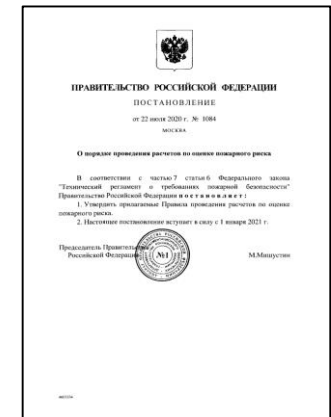 ПРАВИТЕЛЬСТВО РОССИЙСКОЙ ФЕДЕРАЦИИ
ПОСТАНОВЛЕНИЕ
от 22 июля 2020 г. № 1084
МОСКВА
О порядке проведения расчетов по оценке пожарного риска
В соответствии с частью 7 статьи 6 Федерального закона
"Технический регламент о требованиях пожарной безопасности"
Правительство Российской Федерации постановляет:
1. Утвердить прилагаемые Правила проведения расчетов по оценке
пожарного риска.
2. Настоящее постановление вступает в силу с 1 января 2021 г.
Председатель Правительства
Российской Федерации
№1
М.Мишустин